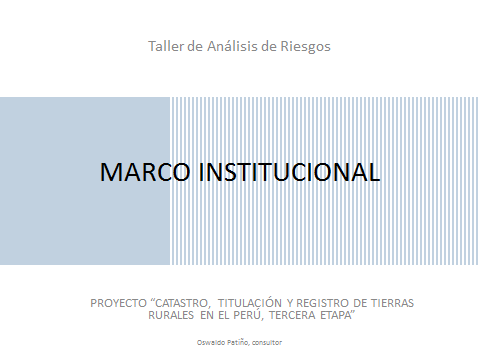 Taller de Análisis de Riesgos
MARCO INSTITUCIONAL
PROYECTO “CATASTRO, TITULACIÓN Y REGISTRO DE TIERRAS
RURALES EN EL PERÚ, TERCERA ETAPA”
Oswaldo Patiño, consultor